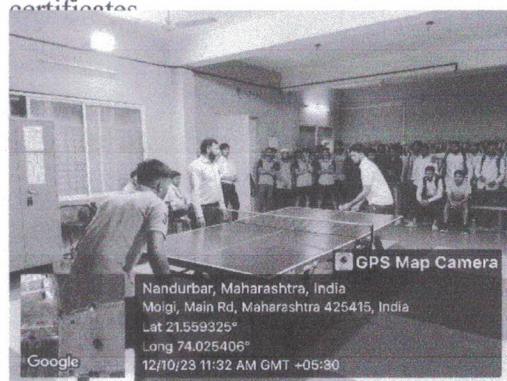 certificates
GPS Map Camera
Nandurbar, Maharashtra, India
Molgi, Main Rd, Maharashtra 425415, India
Lat 21.559325°
Long 74.025406°
12/10/23 11:32 AM GMT +05:30
Google